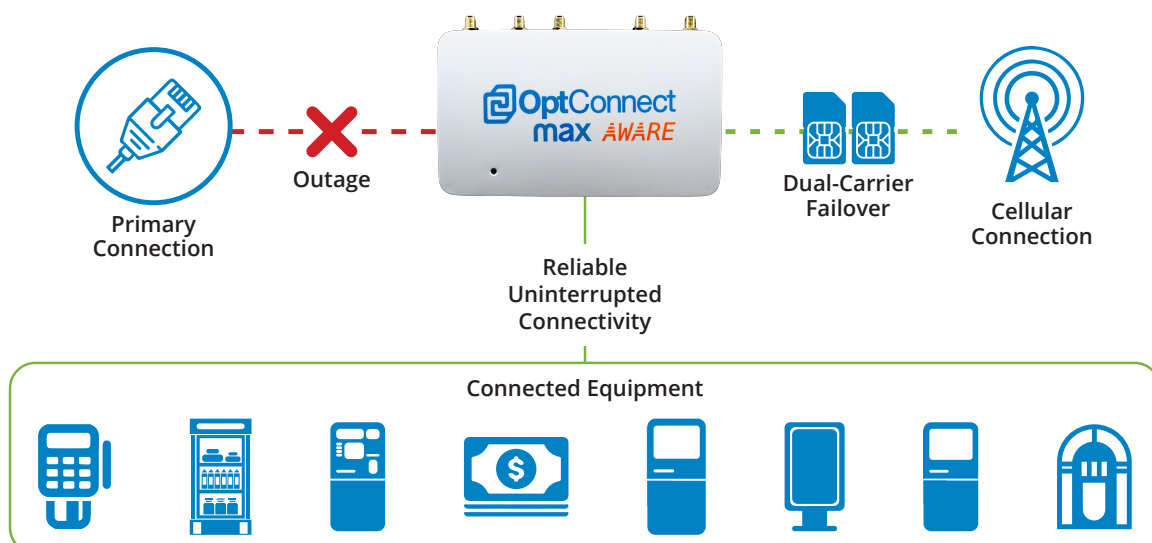 OptConnect
max AWARE
Outage
Primary
Connection
Dual-Carrier
Failover
Cellular
Connection
Reliable
Uninterrupted
Connectivity
Connected Equipment
$